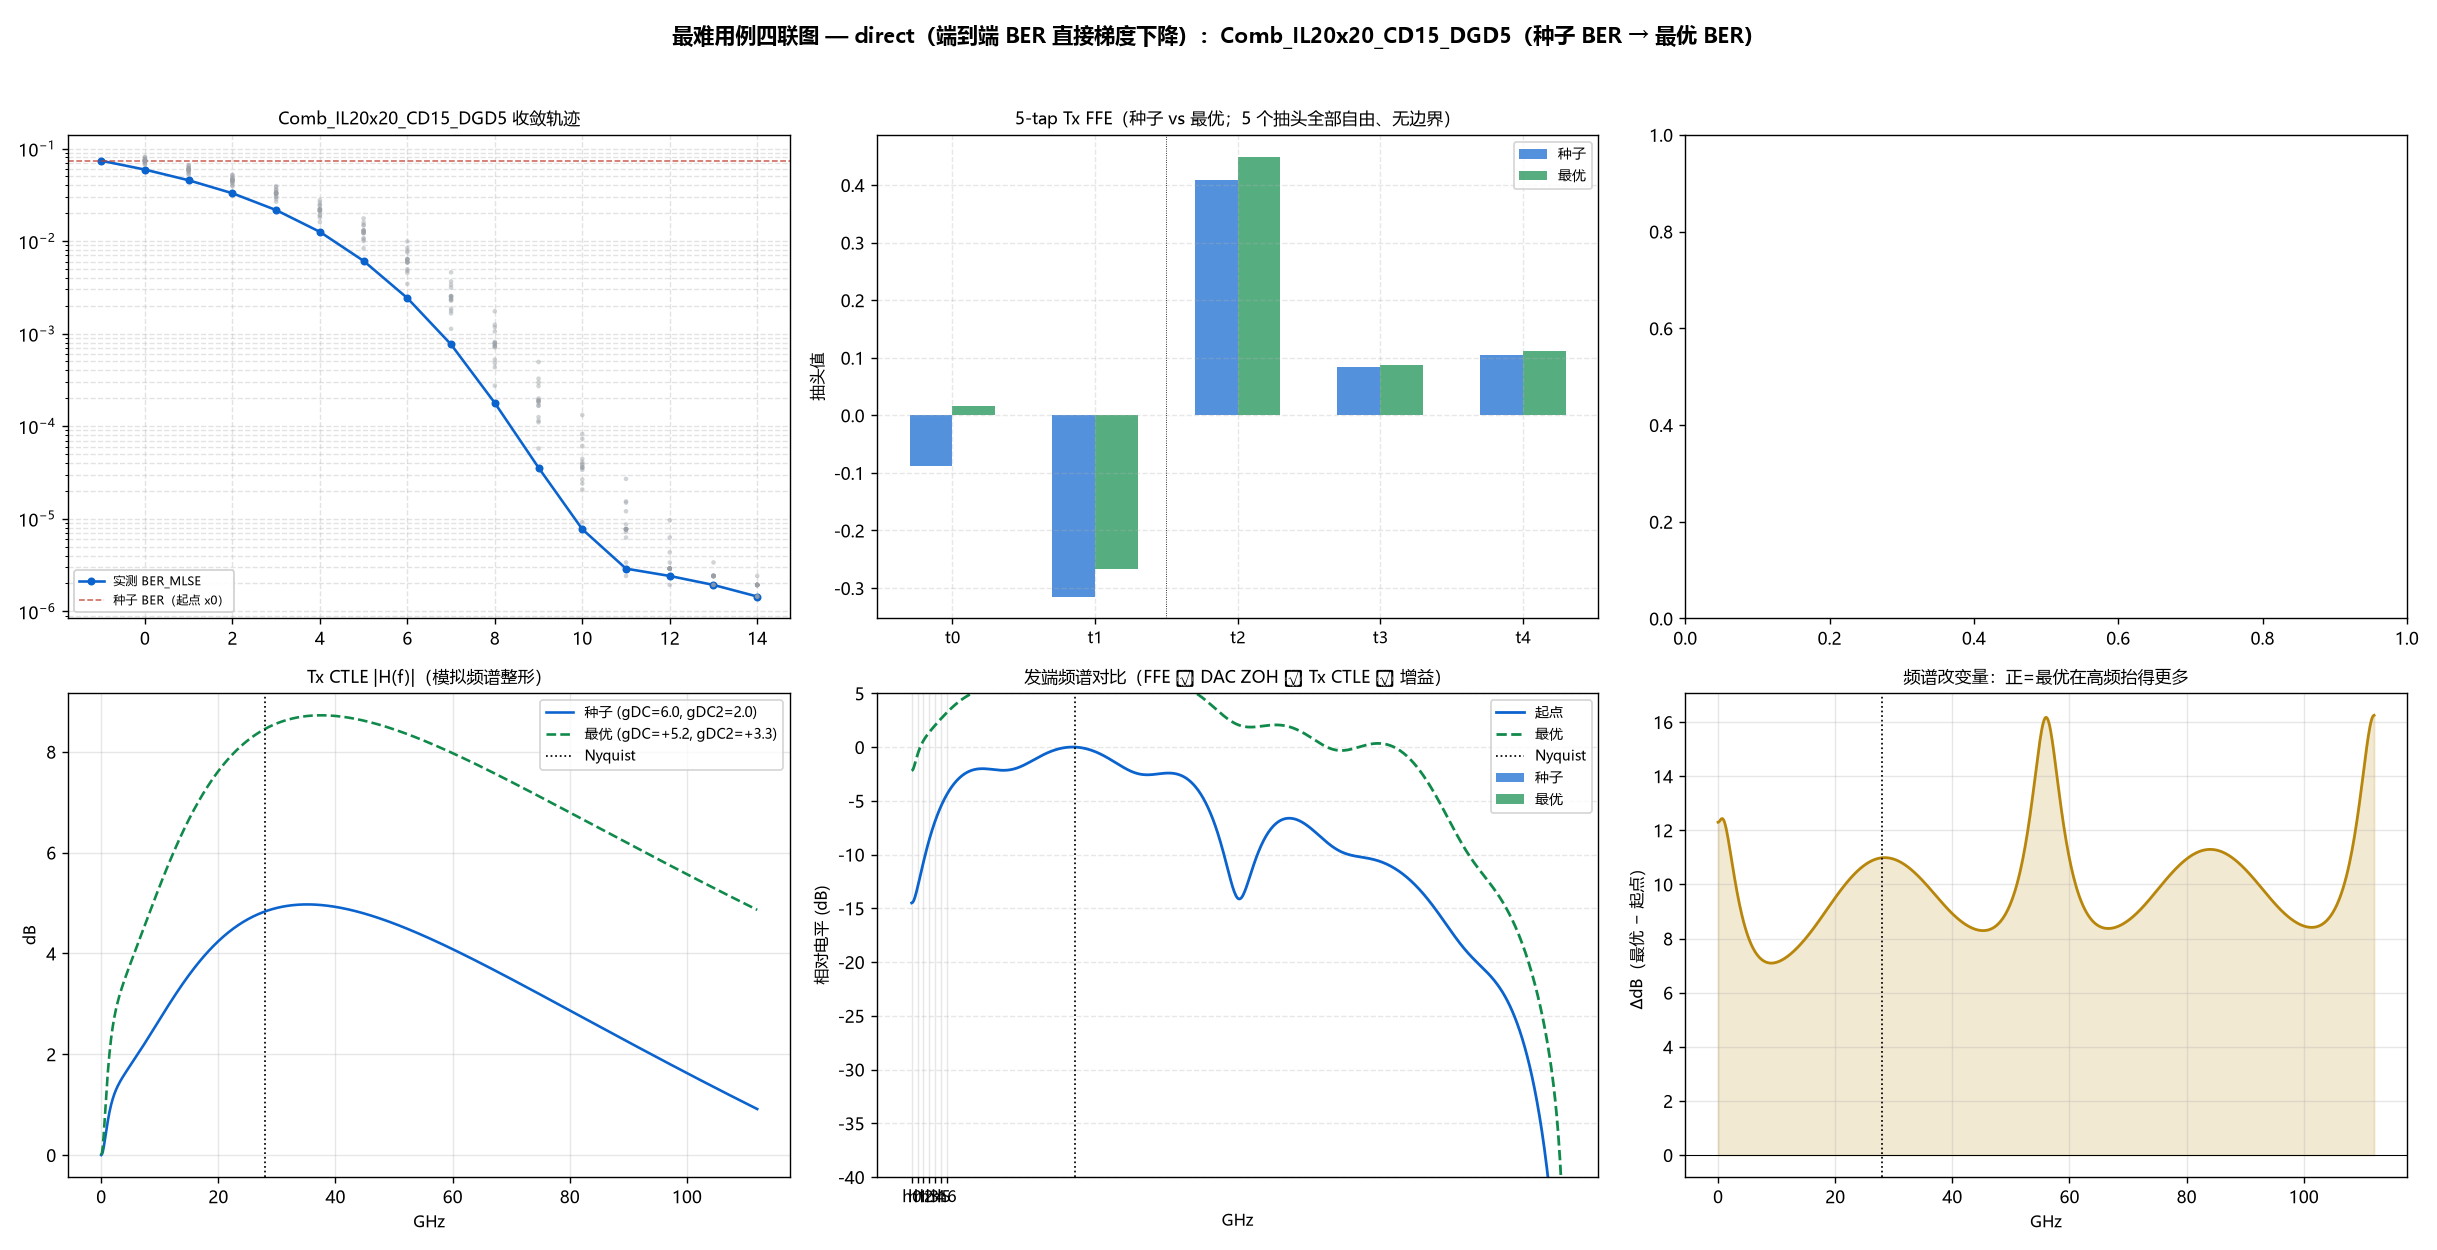 最难用例四联图 — direct（端到端 BER 直接梯度下降）：Comb_IL20x20_CD15_DGD5（种子 BER → 最优 BER）
Comb_IL20x20_CD15_DGD5 收敛轨迹
10⁻¹
10⁻²
10⁻³
10⁻⁴
10⁻⁵
10⁻⁶
实测 BER_MLSE
种子 BER（起点 x0）
0 2 4 6 8 10 12 14
5-tap Tx FFE（种子 vs 最优；5 个抽头全部自由、无边界）
抽头值
0.4
0.3
0.2
0.1
0.0
-0.1
-0.2
-0.3
种子
最优
t0 t1 t2 t3 t4
1.0
0.8
0.6
0.4
0.2
0.0
0.0 0.2 0.4 0.6 0.8 1.0
Tx CTLE |H(f)|（模拟频谱整形）
dB
8
6
4
2
0
种子 (gDC=6.0, gDC2=2.0)
最优 (gDC=+5.2, gDC2=+3.3)
Nyquist
0 20 40 60 80 100
GHz
发端频谱对比（FFE DAC ZOH Tx CTLE 增益）
相对电平 (dB)
5
0
-5
-10
-15
-20
-25
-30
-35
-40
起点
最优
Nyquist
种子
最优
GHz
频谱改变量：正=最优在高频抬得更多
ΔdB（最优 − 起点）
16
14
12
10
8
6
4
2
0
0 20 40 60 80 100
GHz